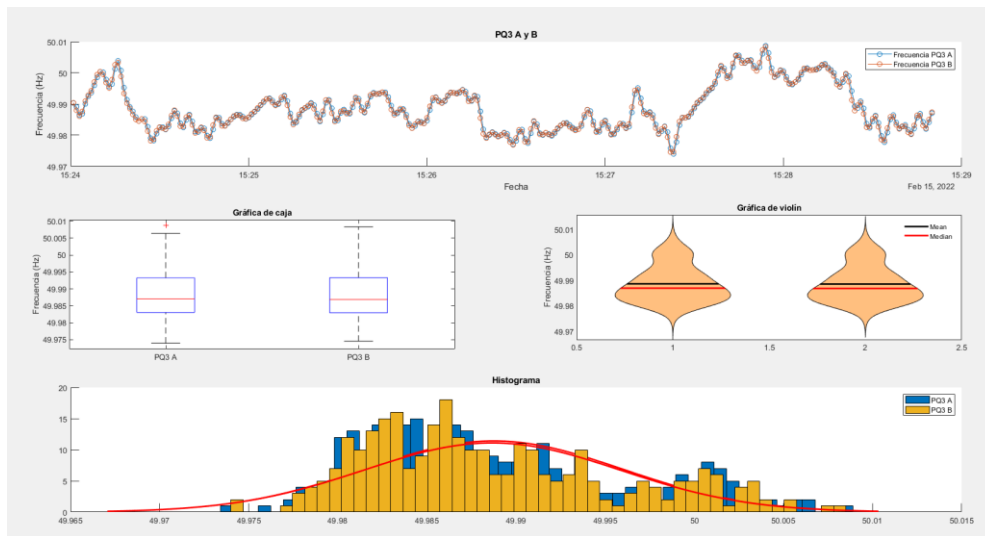 PQ3 A y B
50.01
50
49.99
49.98
49.97
Frecuencia (Hz)
Frecuencia PQ3 A
Frecuencia PQ3 B
15:24 15:25 15:26 15:27 15:28 15:29
Fecha
Feb 15, 2022
Gráfica de caja
50.01
50.005
50
49.995
49.99
49.985
49.98
49.975
Frecuencia (Hz)
PQ3 A PQ3 B
Gráfica de violín
50.01
50
49.99
49.98
49.97
Frecuencia (Hz)
Mean
Median
0.5 1 1.5 2 2.5
Histograma
20
15
10
5
0
PQ3 A
PQ3 B
49.965 49.97 49.975 49.98 49.985 49.99 49.995 50 50.005 50.01 50.015